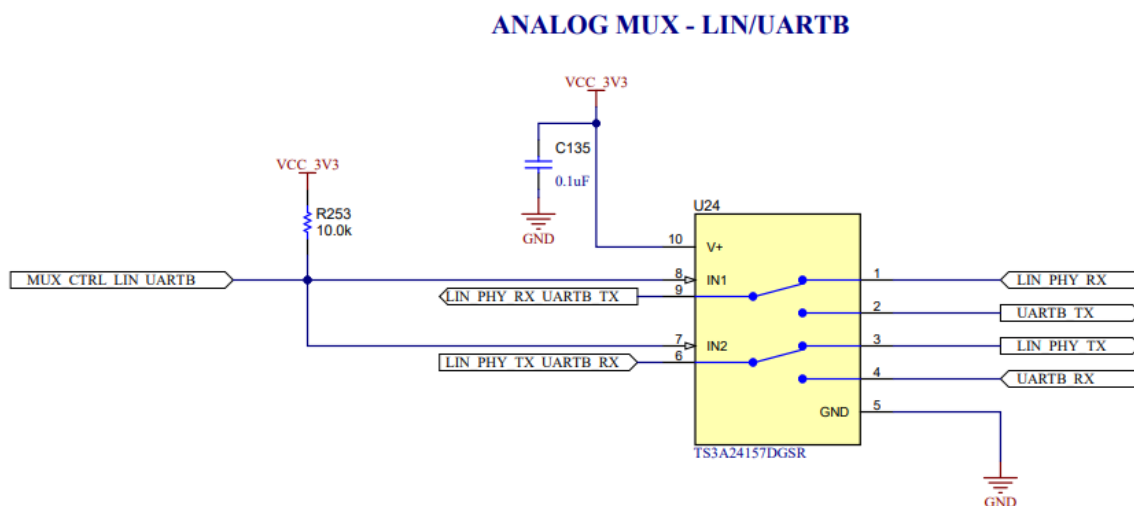 ANALOG MUX - LIN/UARTB
VCC_3V3
C135
0.1uF
GND
VCC_3V3
R253
10.0k
MUX_CTRL_LIN_UARTB
LIN_PHY_RX_UARTB_TX
LIN_PHY_TX_UARTB_RX
U24
10 V+
8 IN1
9
7 IN2
6
1 LIN_PHY_RX
2 UARTB_TX
3 LIN_PHY_TX
4 UARTB_RX
GND 5
TS3A24157DGSR
GND